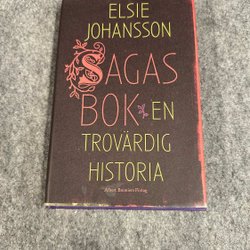 ELSIE
JOHANSSON
SAGAS
BOK EN
TROVÄRDIG
HISTORIA
Albert Bonniers Förlag